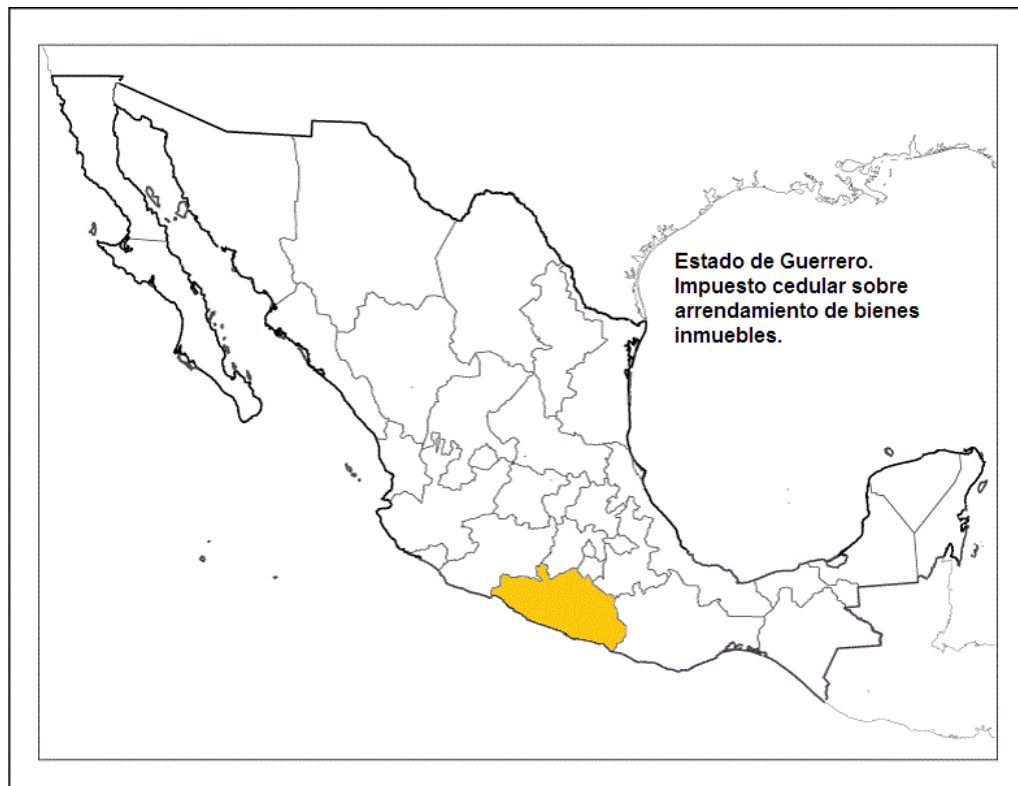 Estado de Guerrero.
Impuesto cedular sobre
arrendamiento de bienes
inmuebles.